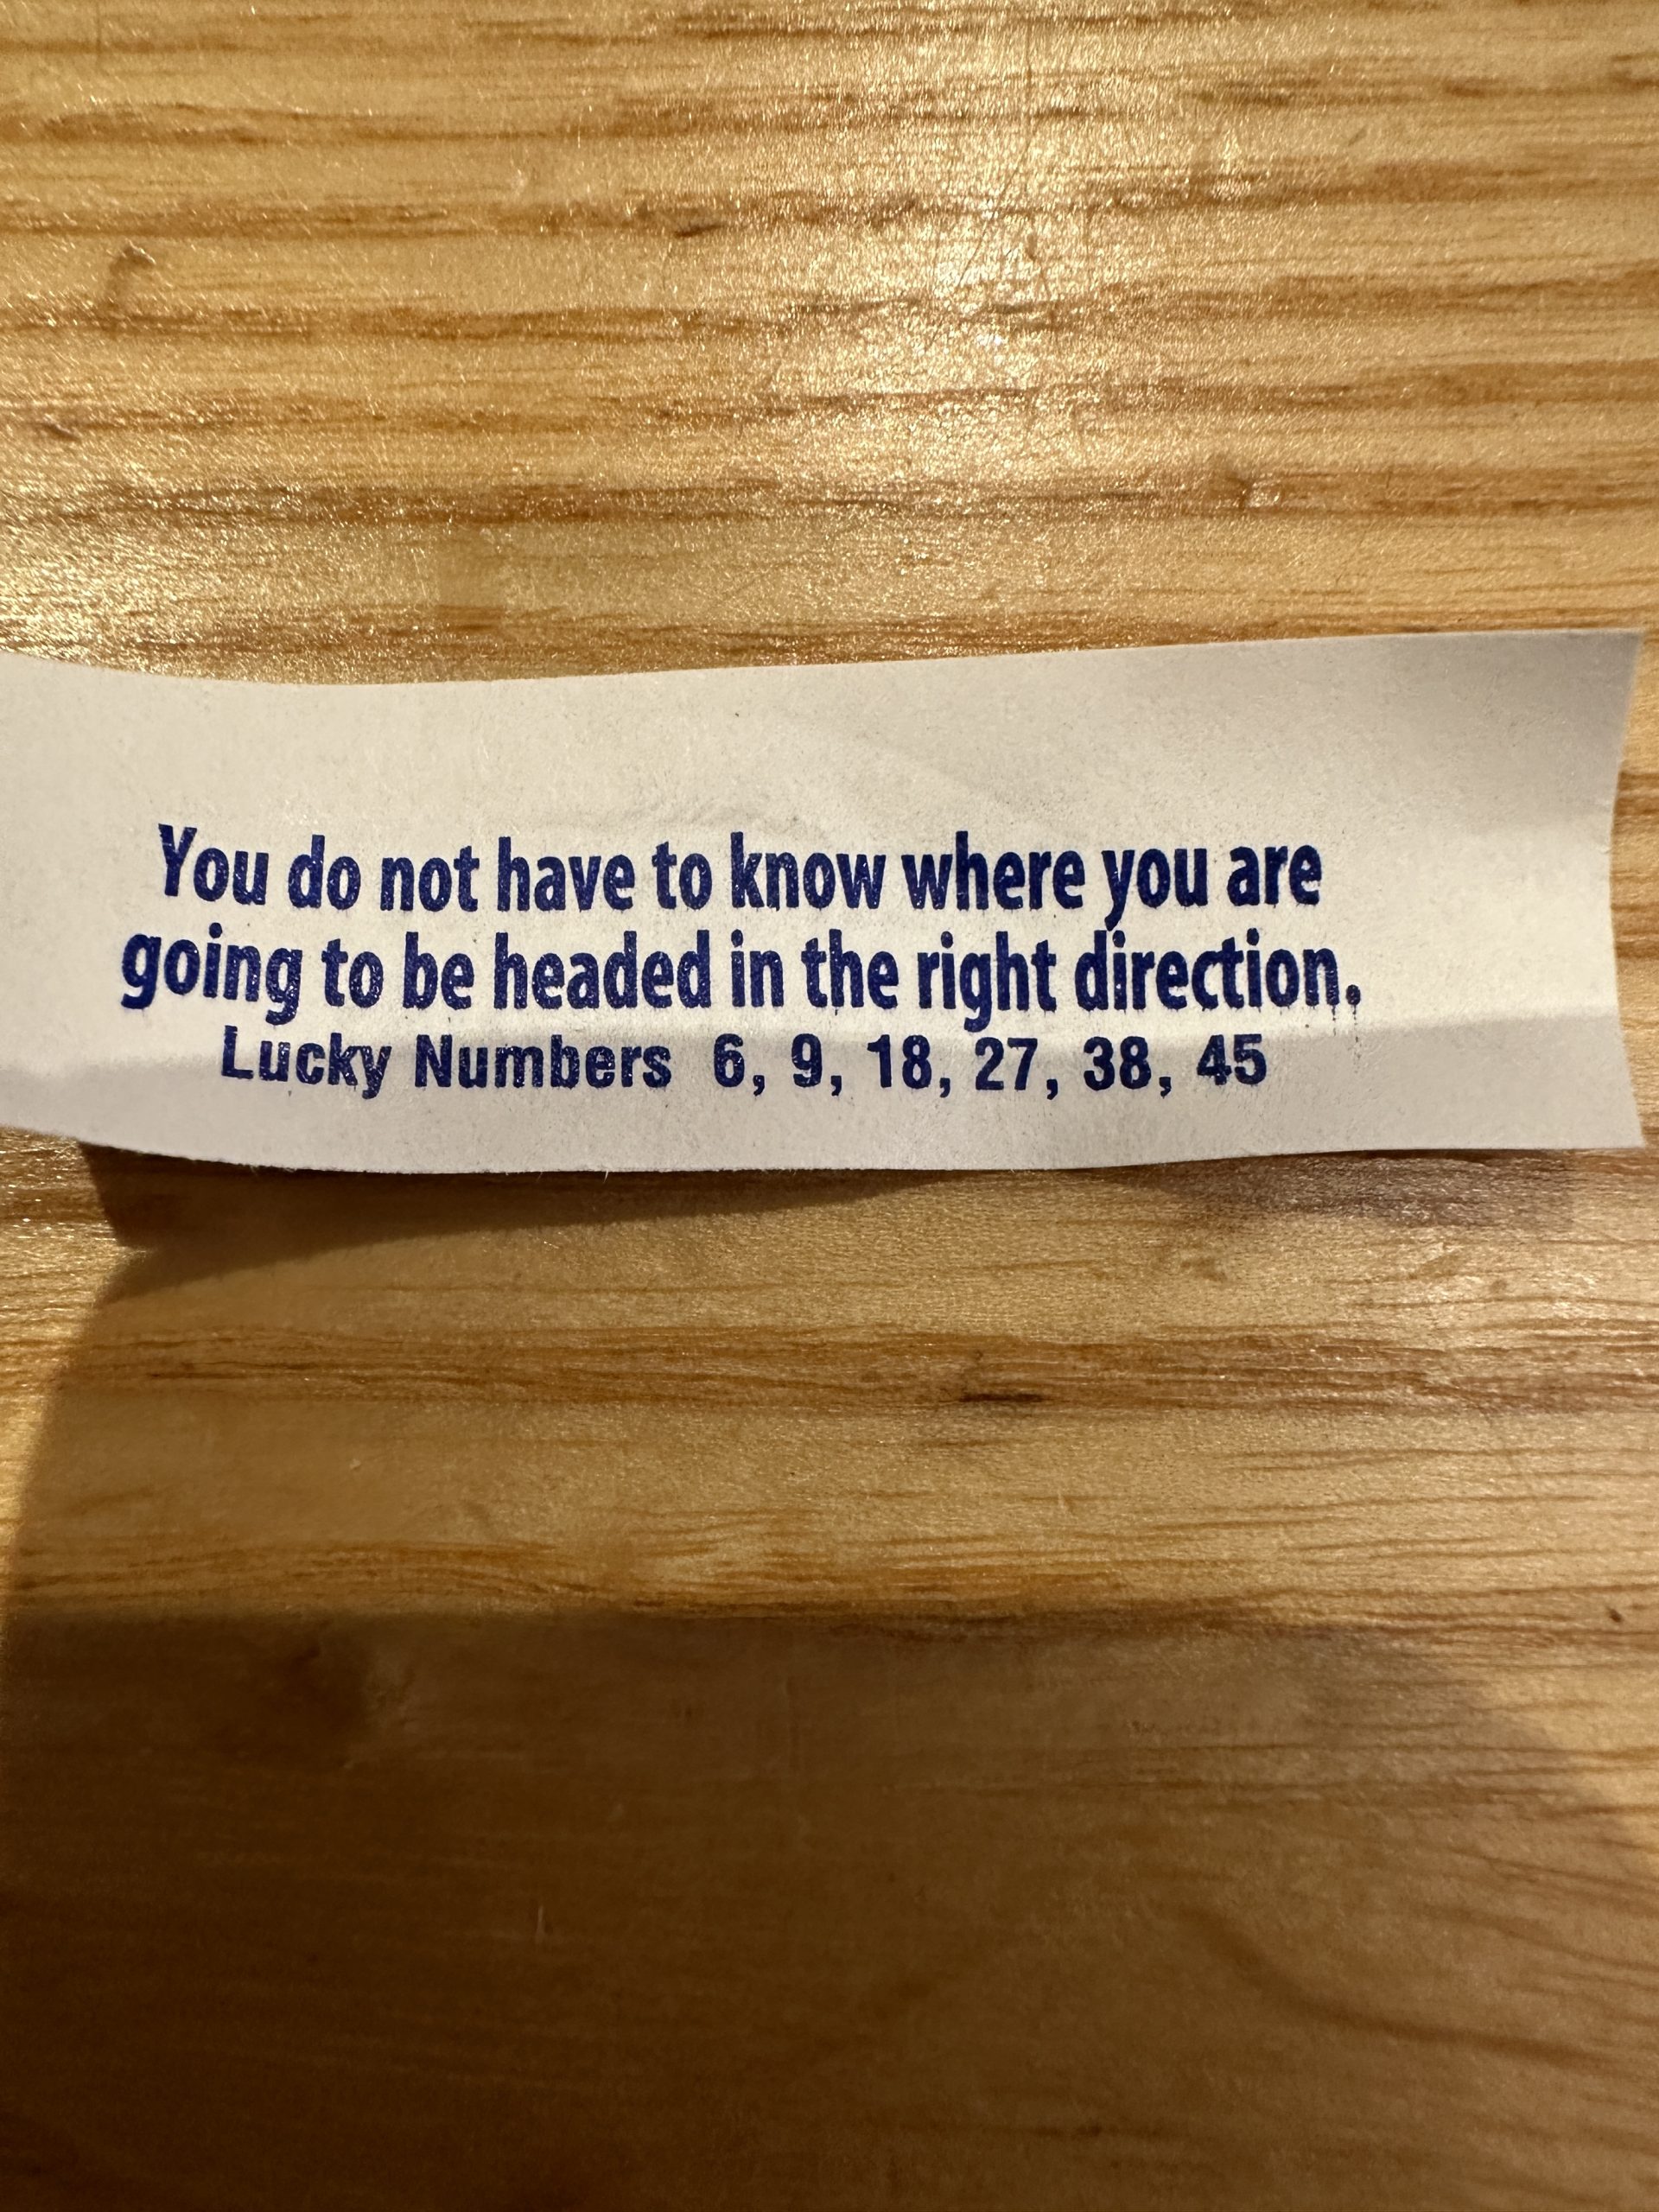 You do not have to know where you are
going to be headed in the right direction.
Lucky Numbers 6, 9, 18, 27, 38, 45